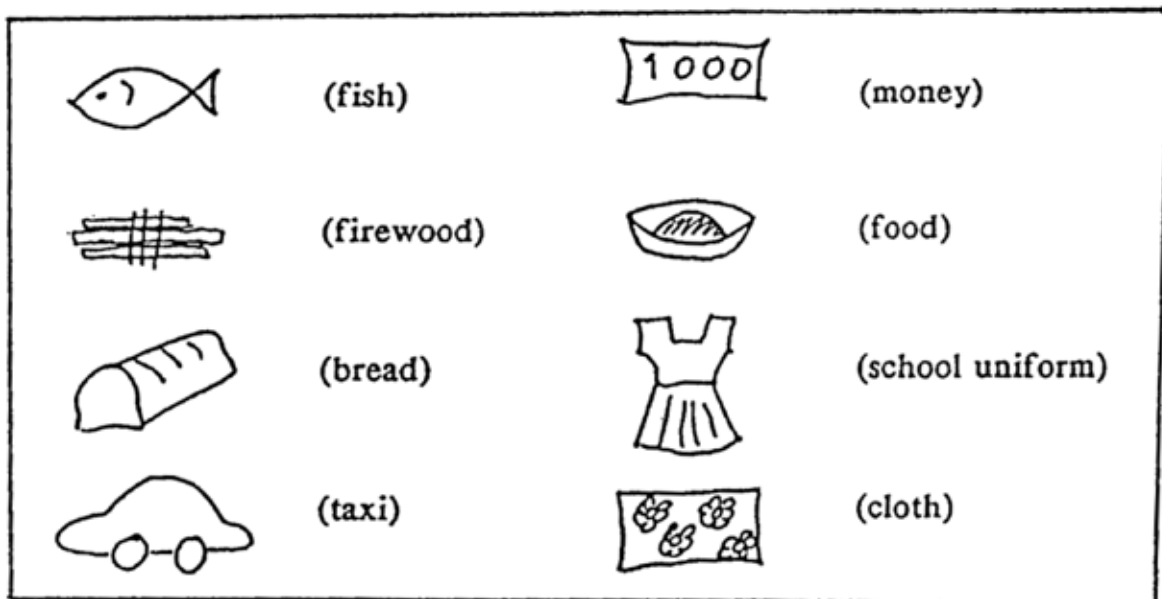 (fish)
1000
(money)
(firewood)
(food)
(bread)
(school uniform)
(taxi)
(cloth)